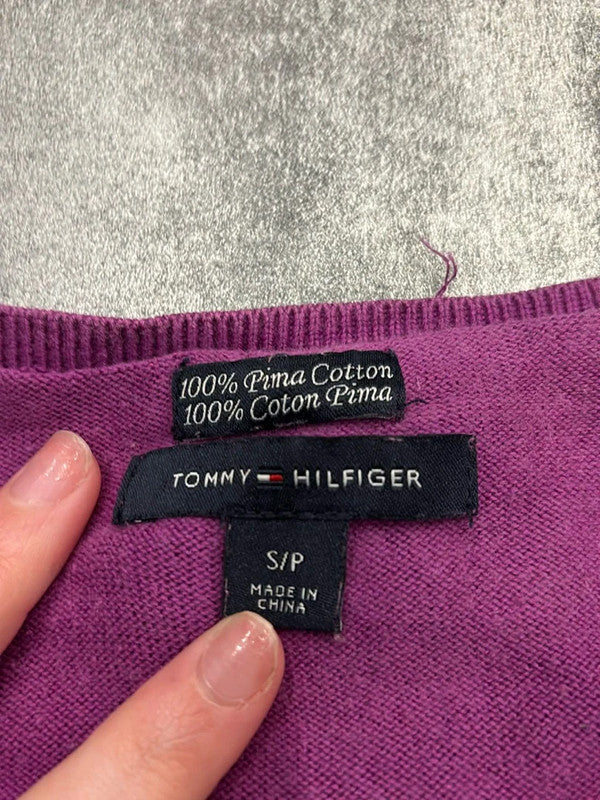 100% Pima Cotton
100% Coton Pima
TOMMY HILFIGER
S/P
MADE IN
CHINA